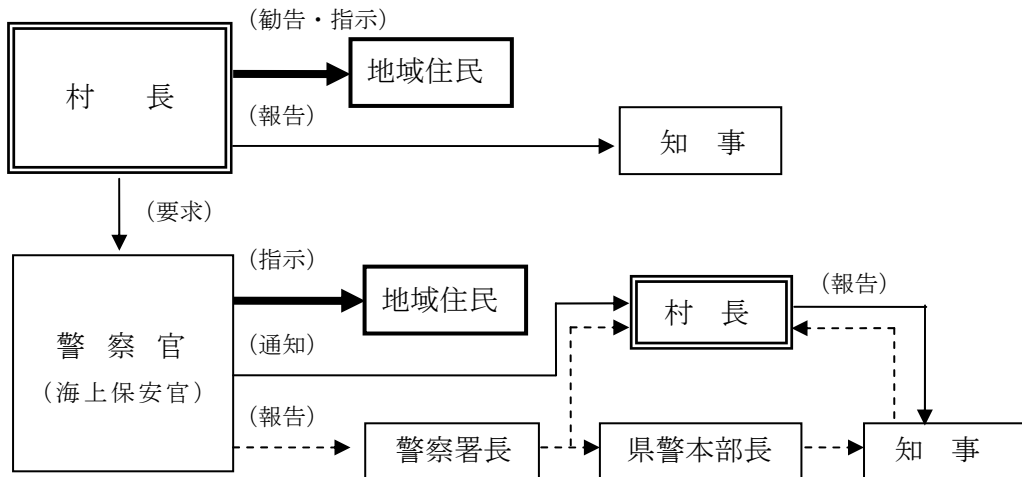 （勧告・指示）
村　長
地域住民
（報告）
知　事
（要求）
（指示）
地域住民
（報告）
村　長
警　察　官
（海上保安官）
（通知）
（報告）
警察署長
県警本部長
知　事